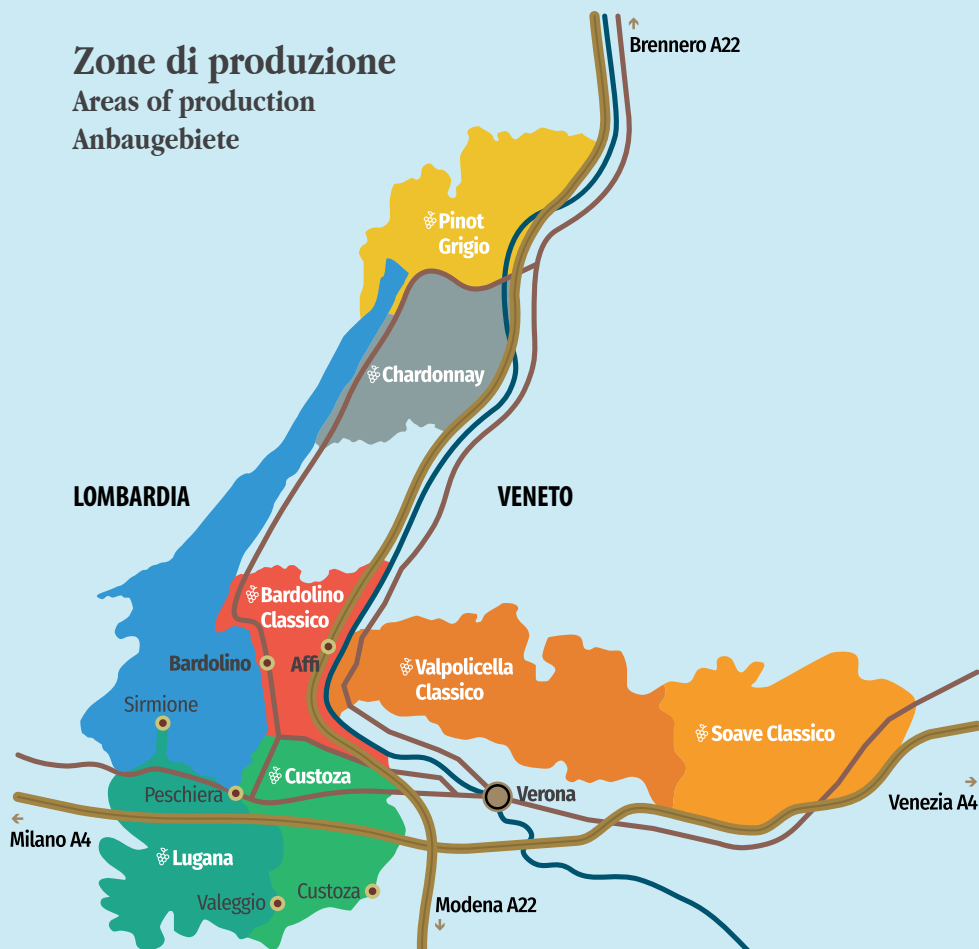 Zone di produzione
Areas of production
Anbaugebiete
Brennero A22
Pinot
Grigio
Chardonnay
LOMBARDIA
VENETO
Bardolino
Classico
Bardolino
Affi
Valpolicella
Classico
Sirmione
Soave Classico
Custoza
Peschiera
Verona
Venezia A4
Milano A4
Lugana
Custoza
Valeggio
Modena A22